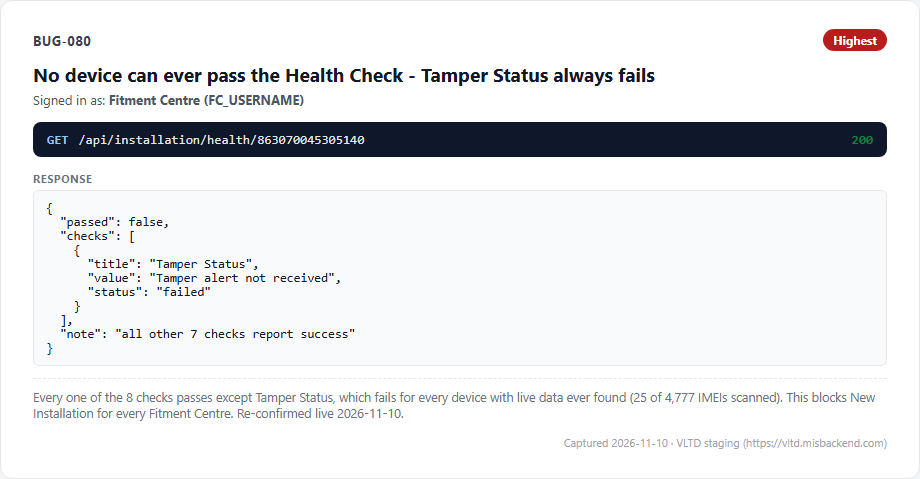 BUG-080
Highest
No device can ever pass the Health Check - Tamper Status always fails
Signed in as: Fitment Centre (FC_USERNAME)
GET /api/installation/health/863070045305140 200
RESPONSE
{
  "passed": false,
  "checks": [
    {
      "title": "Tamper Status",
      "value": "Tamper alert not received",
      "status": "failed"
    }
  ],
  "note": "all other 7 checks report success"
}
Every one of the 8 checks passes except Tamper Status, which fails for every device with live data ever found (25 of 4,777 IMEIs scanned). This blocks New
Installation for every Fitment Centre. Re-confirmed live 2026-11-10.
Captured 2026-11-10 · VLTD staging (https://vltd.misbackend.com)